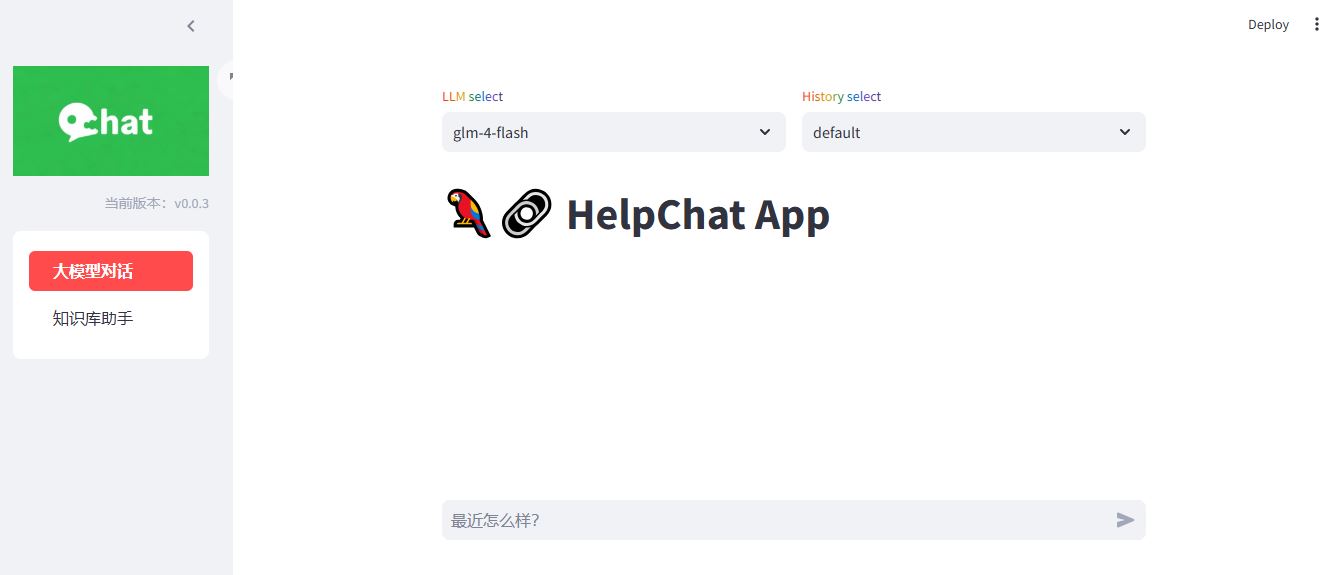 Chat
当前版本：v0.0.3
大模型对话
知识库助手
Deploy
LLM select
History select
glm-4-flash
default
HelpChat App
最近怎么样？